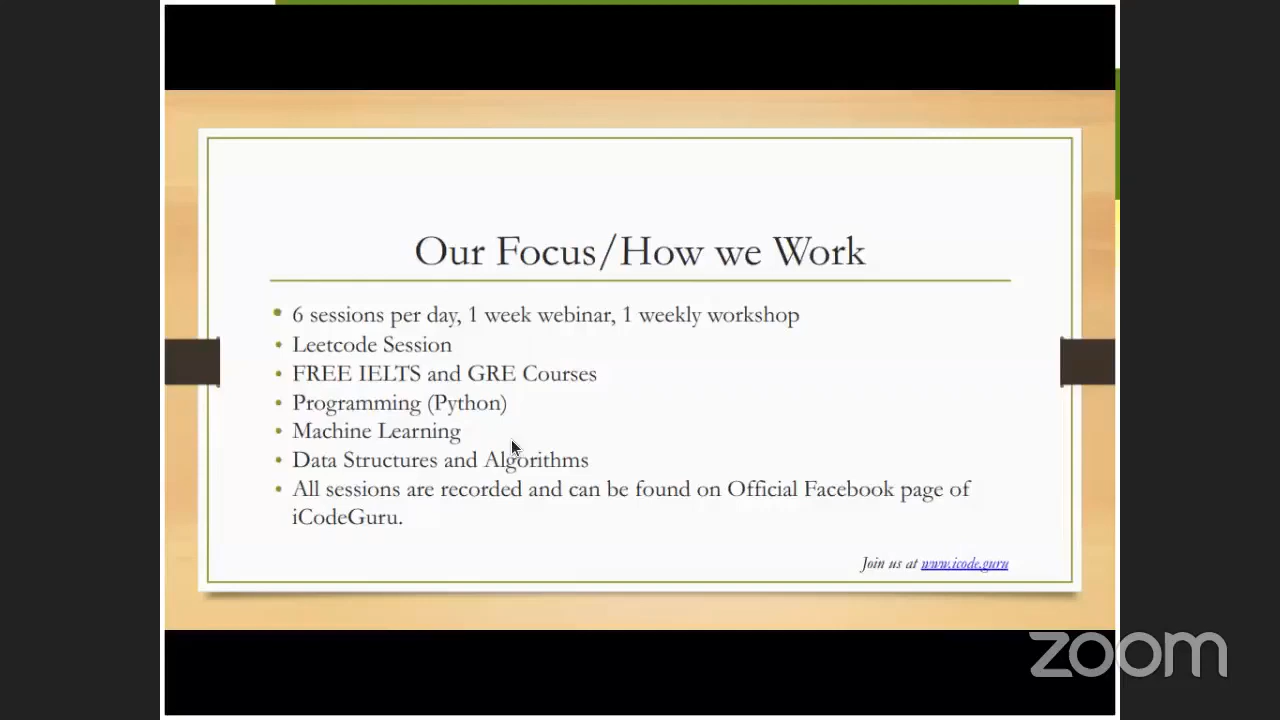 Our Focus/How we Work
• 6 sessions per day, 1 week webinar, 1 weekly workshop
• Leetcode Session
• FREE IELTS and GRE Courses
• Programming (Python)
• Machine Learning
• Data Structures and Algorithms
• All sessions are recorded and can be found on Official Facebook page of
iCodeGuru.
Join us at www.icode.guru
zoom